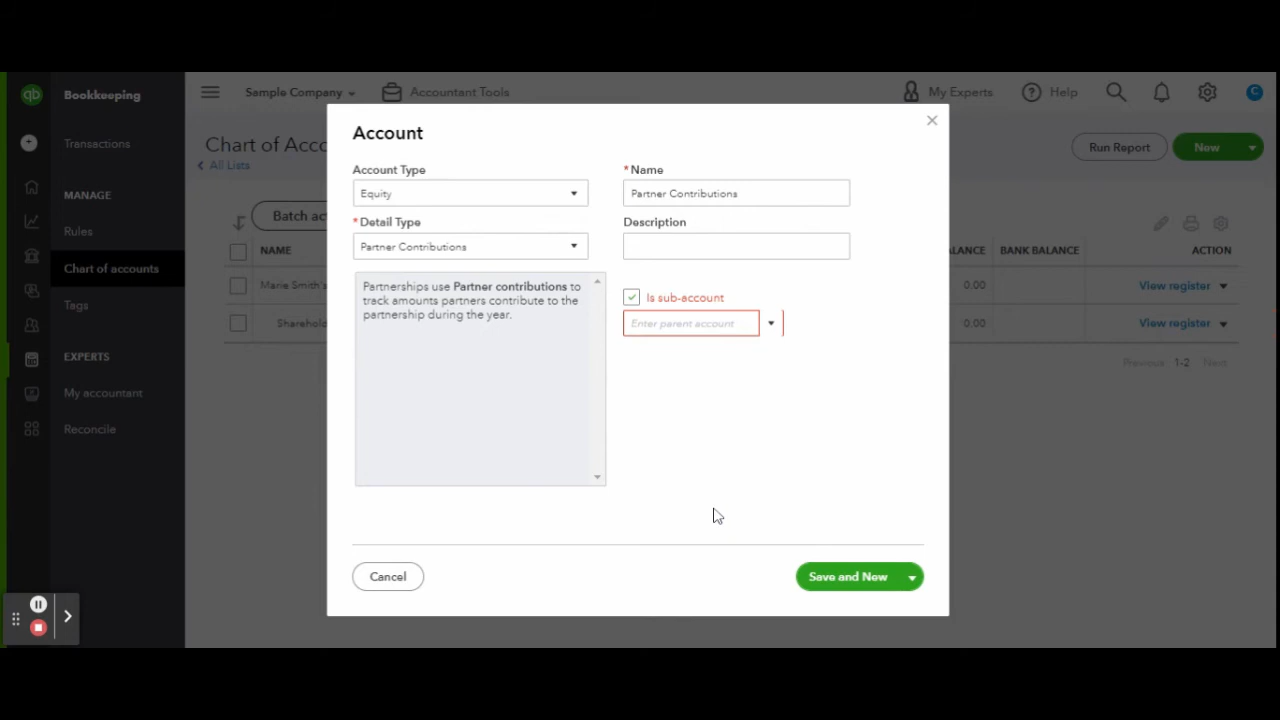 qb
Bookkeeping
Sample Company
Accountant Tools
My Experts
Help
C
Transactions
MANAGE
Rules
Chart of accounts
Tags
EXPERTS
My accountant
Reconcile
Chart of
All Lists
Run Report
New
Batch
NAME
BANK BALANCE
ACTION
Marie Smith's
0.00
View register
0.00
View register
Previous 1-2 Next
Account
Account Type
Equity
* Detail Type
Partner Contributions
Partnerships use Partner contributions to
track amounts partners contribute to the
partnership during the year.
* Name
Partner Contributions
Description
Is sub-account
Enter parent account
Cancel
Save and New